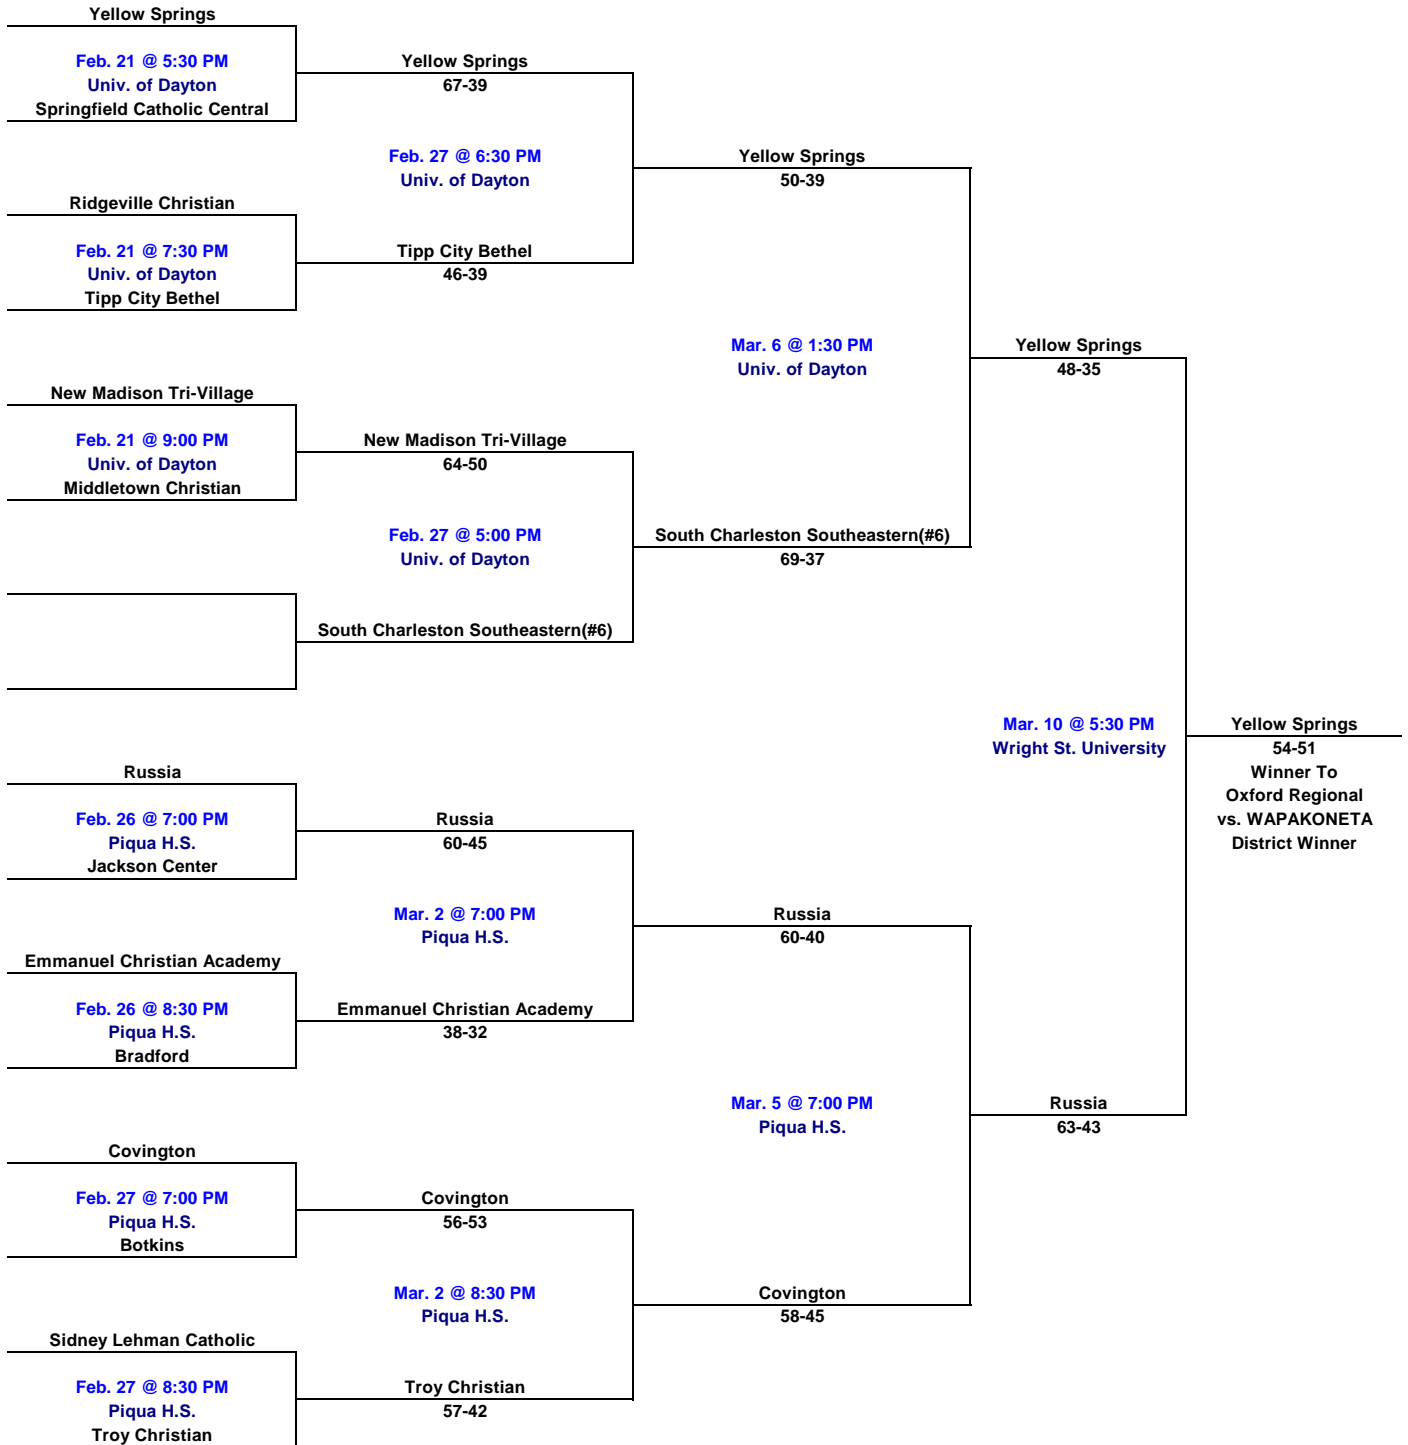 Yellow Springs
Feb. 21 @ 5:30 PM
Univ. of Dayton
Springfield Catholic Central
Yellow Springs
67-39
Feb. 27 @ 6:30 PM
Univ. of Dayton
Yellow Springs
50-39
Ridgeville Christian
Feb. 21 @ 7:30 PM
Univ. of Dayton
Tipp City Bethel
Tipp City Bethel
46-39
Mar. 6 @ 1:30 PM
Univ. of Dayton
Yellow Springs
48-35
New Madison Tri-Village
Feb. 21 @ 9:00 PM
Univ. of Dayton
Middletown Christian
New Madison Tri-Village
64-50
Feb. 27 @ 5:00 PM
Univ. of Dayton
South Charleston Southeastern(#6)
69-37
South Charleston Southeastern(#6)
Mar. 10 @ 5:30 PM
Wright St. University
Yellow Springs
54-51
Winner To
Oxford Regional
vs. WAPAKONETA
District Winner
Russia
Feb. 26 @ 7:00 PM
Piqua H.S.
Jackson Center
Russia
60-45
Mar. 2 @ 7:00 PM
Piqua H.S.
Russia
60-40
Emmanuel Christian Academy
Feb. 26 @ 8:30 PM
Piqua H.S.
Bradford
Emmanuel Christian Academy
38-32
Mar. 5 @ 7:00 PM
Piqua H.S.
Russia
63-43
Covington
Feb. 27 @ 7:00 PM
Piqua H.S.
Botkins
Covington
56-53
Mar. 2 @ 8:30 PM
Piqua H.S.
Covington
58-45
Sidney Lehman Catholic
Feb. 27 @ 8:30 PM
Piqua H.S.
Troy Christian
Troy Christian
57-42